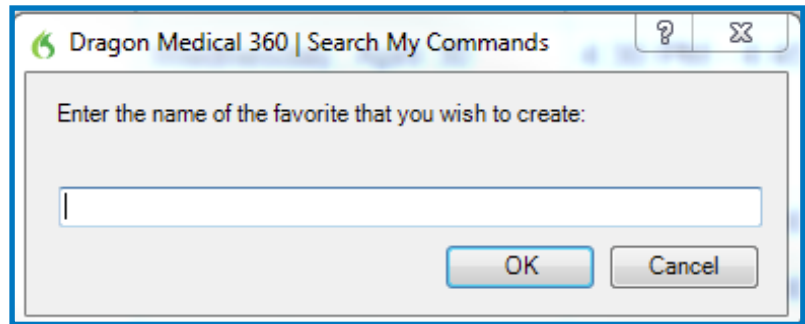 Dragon Medical 360 | Search My Commands
Enter the name of the favorite that you wish to create:
OK
Cancel